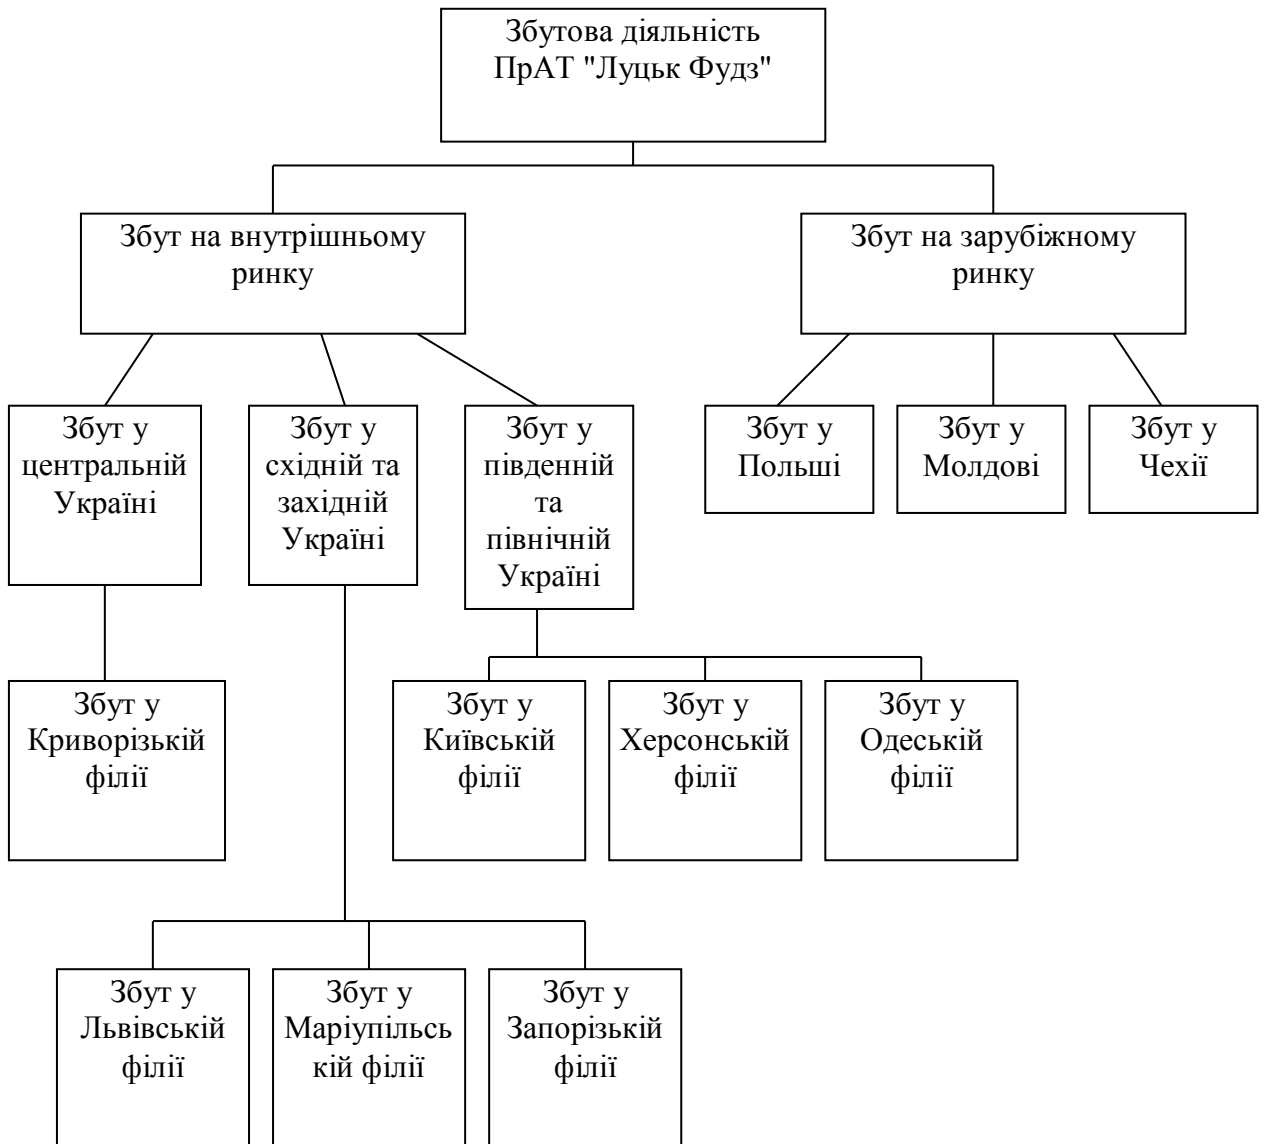 Збутова діяльність
ПрАТ "Луцьк Фудз"
Збут на внутрішньому
ринку
Збут на зарубіжному
ринку
Збут у
центральній
Україні
Збут у
східній та
західній
Україні
Збут у
південній
та
північній
Україні
Збут у
Польші
Збут у
Молдові
Збут у
Чехії
Збут у
Криворізькій
філії
Збут у
Київській
філії
Збут у
Херсонській
філії
Збут у
Одеській
філії
Збут у
Львівській
філії
Збут у
Маріупільсь
кій філії
Збут у
Запорізькій
філії